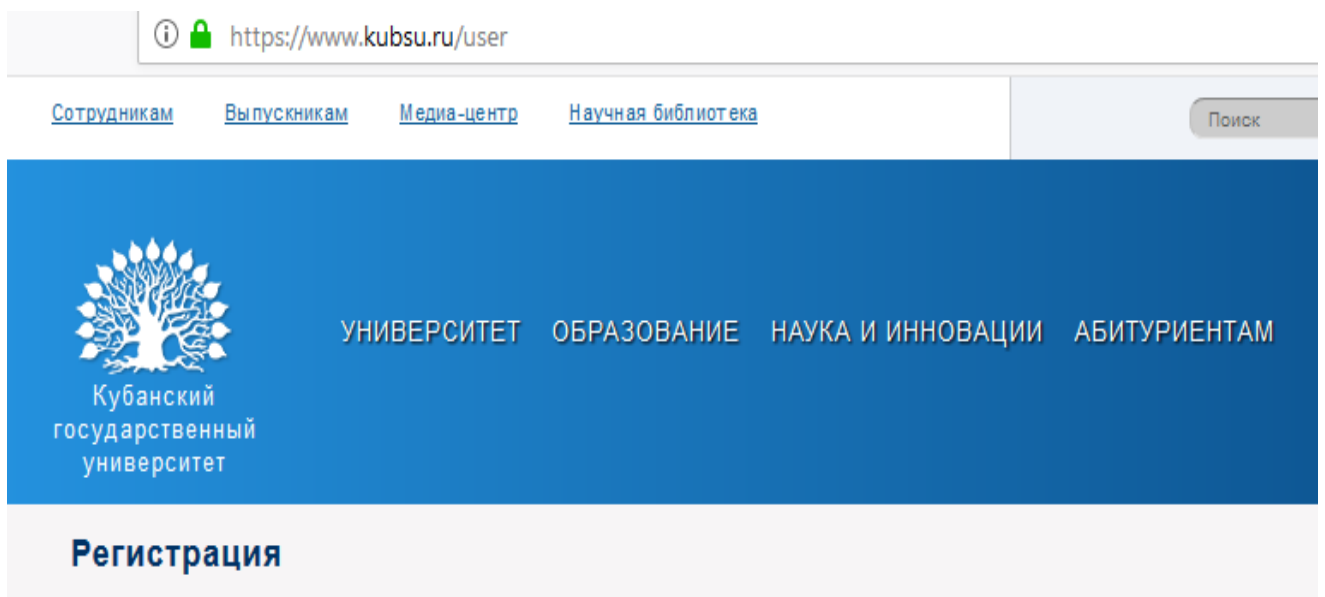 https://www.kubsu.ru/user
Сотрудникам Выпускникам Медиа-центр Научная библиотека Поиск
УНИВЕРСИТЕТ ОБРАЗОВАНИЕ НАУКА И ИННОВАЦИИ АБИТУРИЕНТАМ
Кубанский
государственный
университет
Регистрация